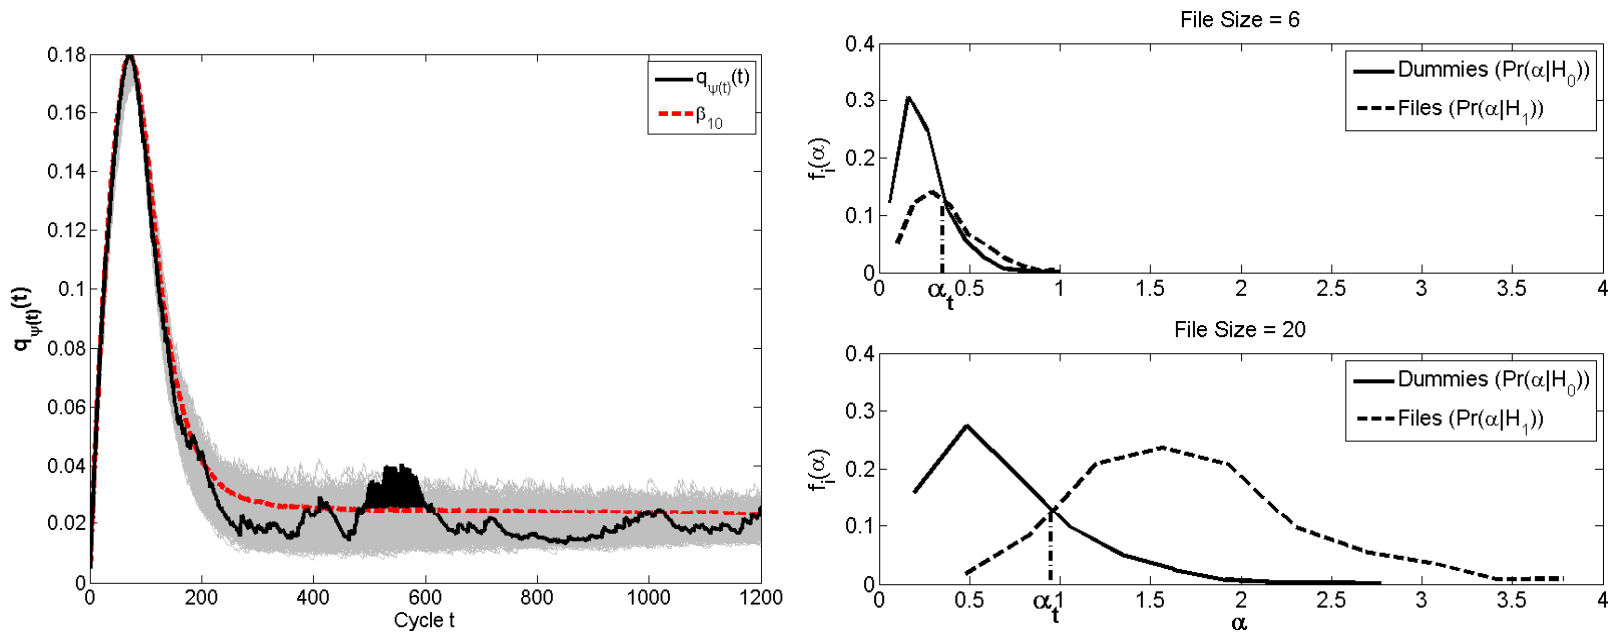 0.18
0.16
0.14
0.12
0.1
0.08
0.06
0.04
0.02
0
0 200 400 600 800 1000 1200
q_ψ(t)(t)
Cycle t
q_ψ(t)(t)
β_10
File Size = 6
0.4
0.3
0.2
0.1
0
0 0.5 1 1.5 2 2.5 3 3.5 4
f_i(α)
α_t
Dummies (Pr(α|H_0))
Files (Pr(α|H_1))
File Size = 20
0.4
0.3
0.2
0.1
0
0 0.5 1 1.5 2 2.5 3 3.5 4
f_i(α)
α_t
α
Dummies (Pr(α|H_0))
Files (Pr(α|H_1))